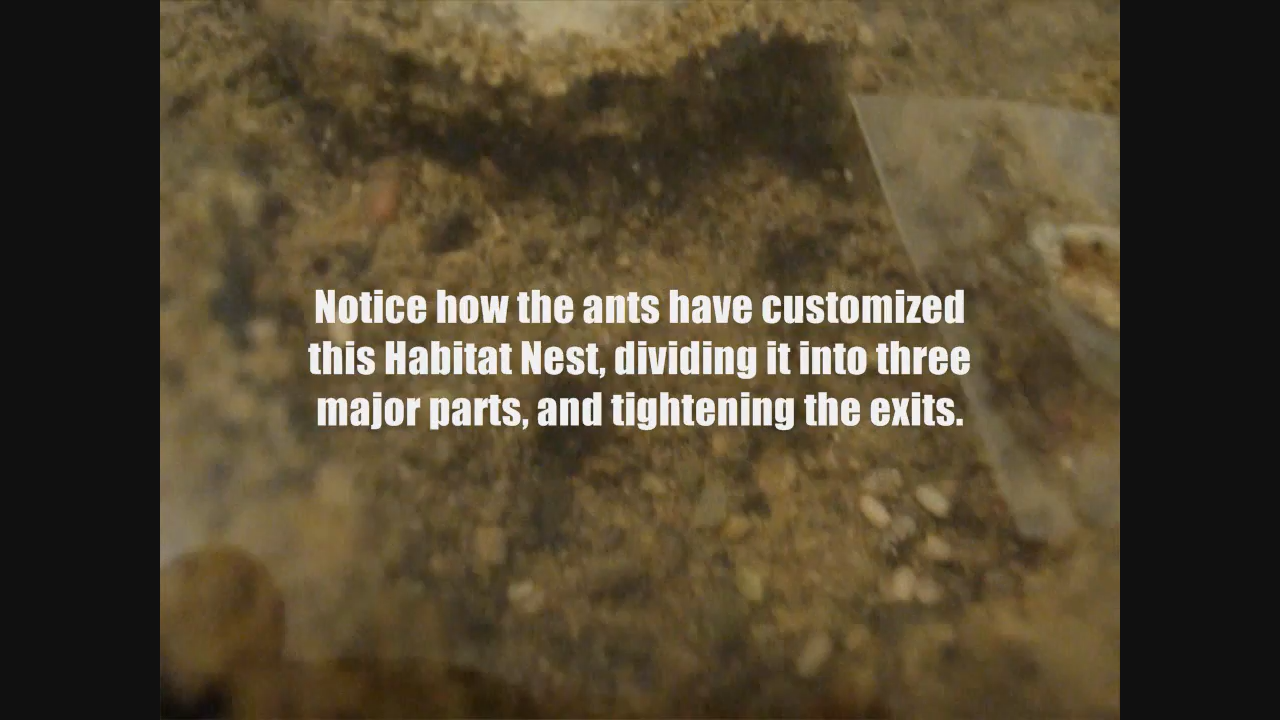 Notice how the ants have customized
this Habitat Nest, dividing it into three
major parts, and tightening the exits.